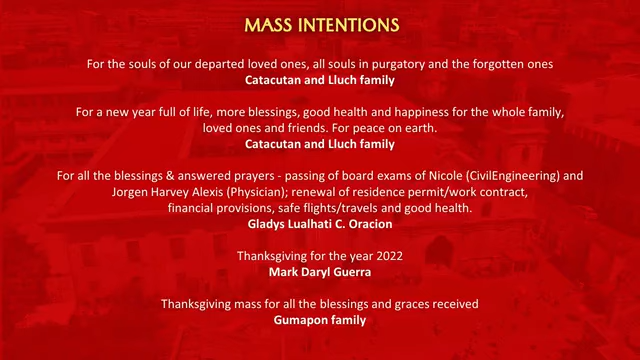 MASS INTENTIONS
For the souls of our departed loved ones, all souls in purgatory and the forgotten ones
Catacutan and Lluch family
For a new year full of life, more blessings, good health and happiness for the whole family,
loved ones and friends. For peace on earth.
Catacutan and Lluch family
For all the blessings & answered prayers - passing of board exams of Nicole (CivilEngineering) and
Jorgen Harvey Alexis (Physician); renewal of residence permit/work contract,
financial provisions, safe flights/travels and good health.
Gladys Lualhati C. Oracion
Thanksgiving for the year 2022
Mark Daryl Guerra
Thanksgiving mass for all the blessings and graces received
Gumapon family